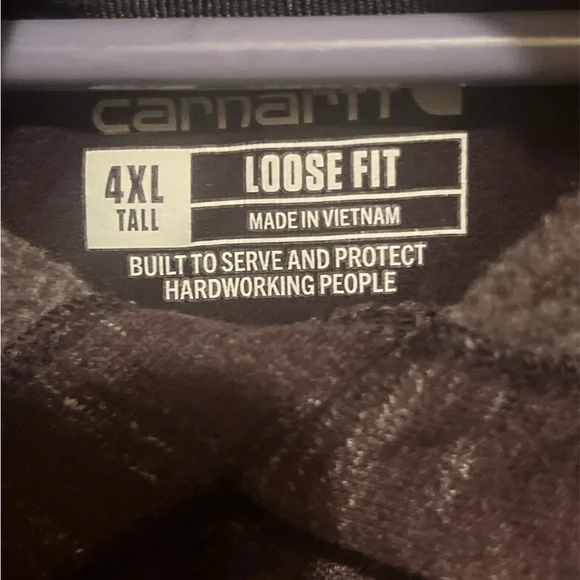 carhartt
4XL
TALL
LOOSE FIT
MADE IN VIETNAM
BUILT TO SERVE AND PROTECT
HARDWORKING PEOPLE